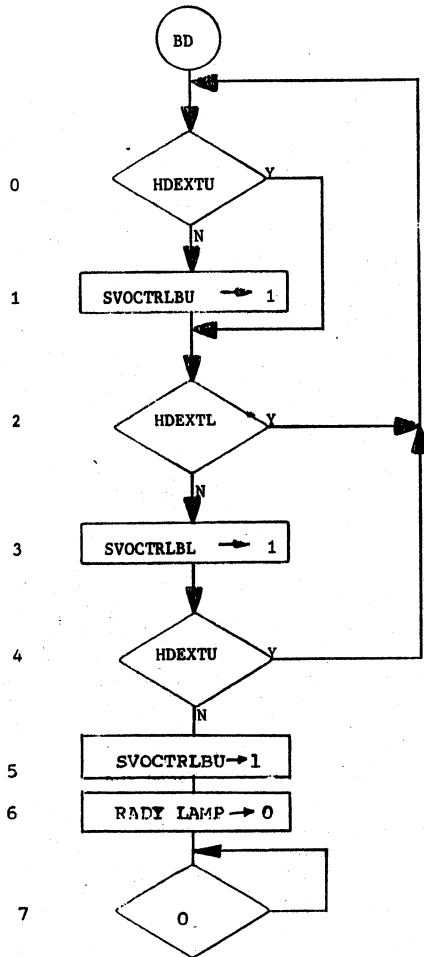 BD
0
HDEXTU
Y
N
1
SVOCTRLBU → 1
2
HDEXTL
Y
N
3
SVOCTRLBL → 1
4
HDEXTU
Y
N
5
SVOCTRLBU→1
6
RADY LAMP→0
7
0